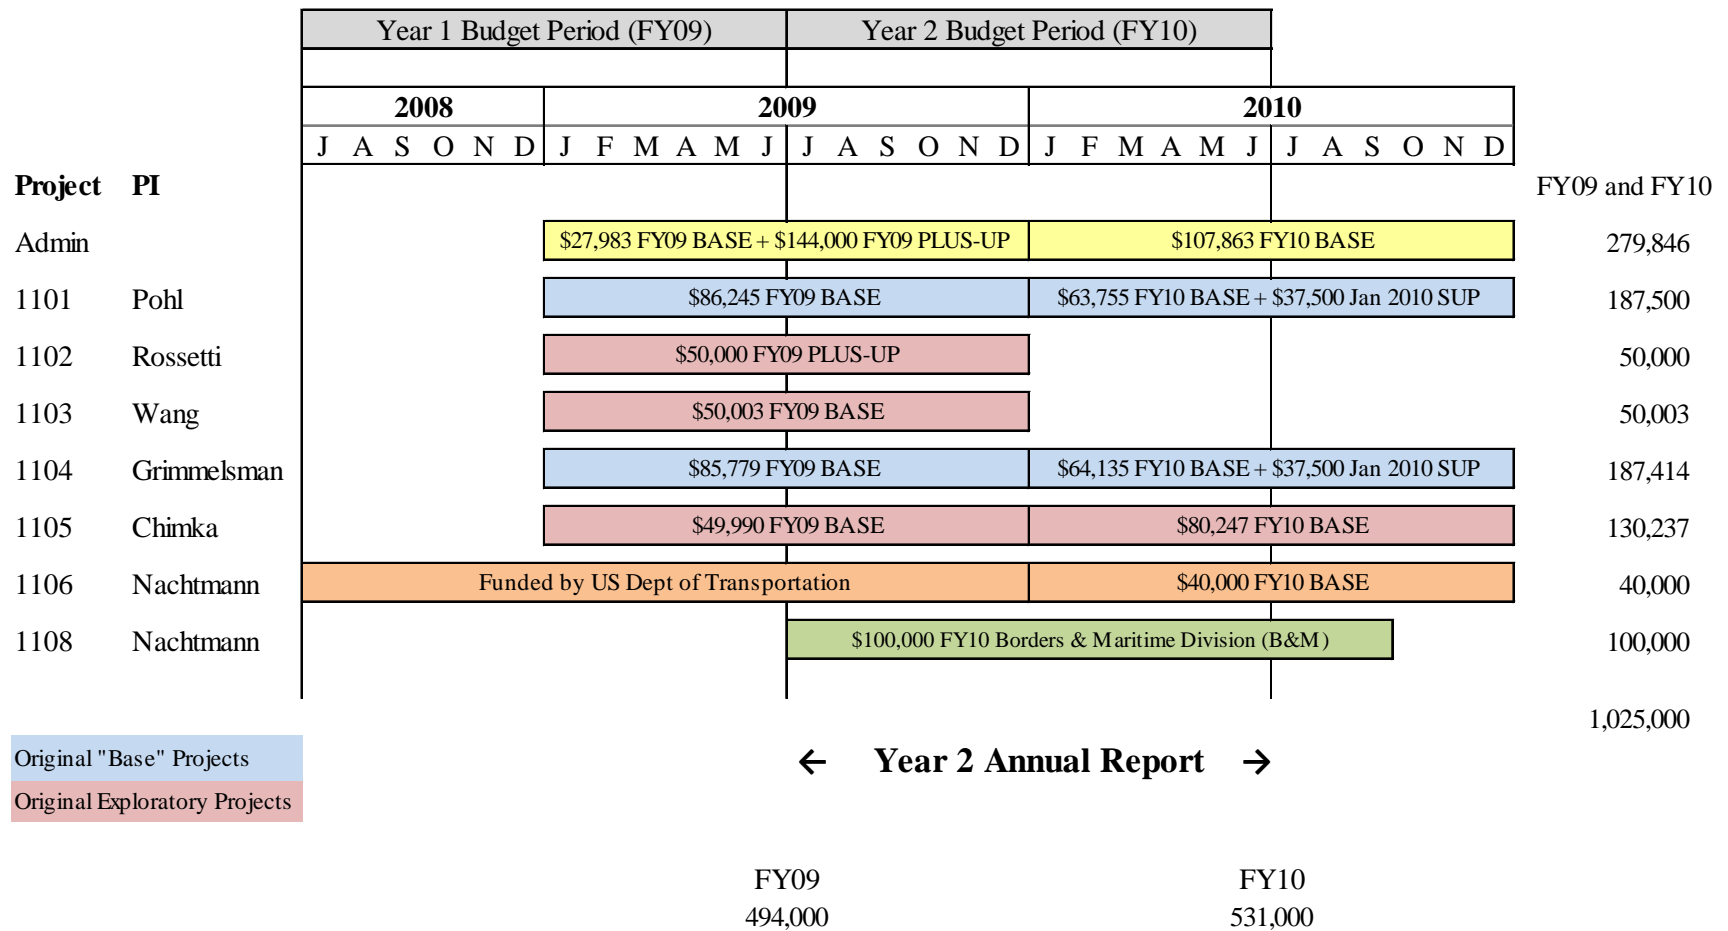 Year 1 Budget Period (FY09) Year 2 Budget Period (FY10)
2008 2009 2010
J A S O N D J F M A M J J A S O N D J F M A M J J A S O N D
Project PI FY09 and FY10
Admin $27,983 FY09 BASE + $144,000 FY09 PLUS-UP $107,863 FY10 BASE 279,846
1101 Pohl $86,245 FY09 BASE $63,755 FY10 BASE + $37,500 Jan 2010 SUP 187,500
1102 Rossetti $50,000 FY09 PLUS-UP 50,000
1103 Wang $50,003 FY09 BASE 50,003
1104 Grimmelsman $85,779 FY09 BASE $64,135 FY10 BASE + $37,500 Jan 2010 SUP 187,414
1105 Chimka $49,990 FY09 BASE $80,247 FY10 BASE 130,237
1106 Nachtmann Funded by US Dept of Transportation $40,000 FY10 BASE 40,000
1108 Nachtmann $100,000 FY10 Borders & Maritime Division (B&M) 100,000
1,025,000
Original "Base" Projects ← Year 2 Annual Report →
Original Exploratory Projects
FY09 FY10
494,000 531,000